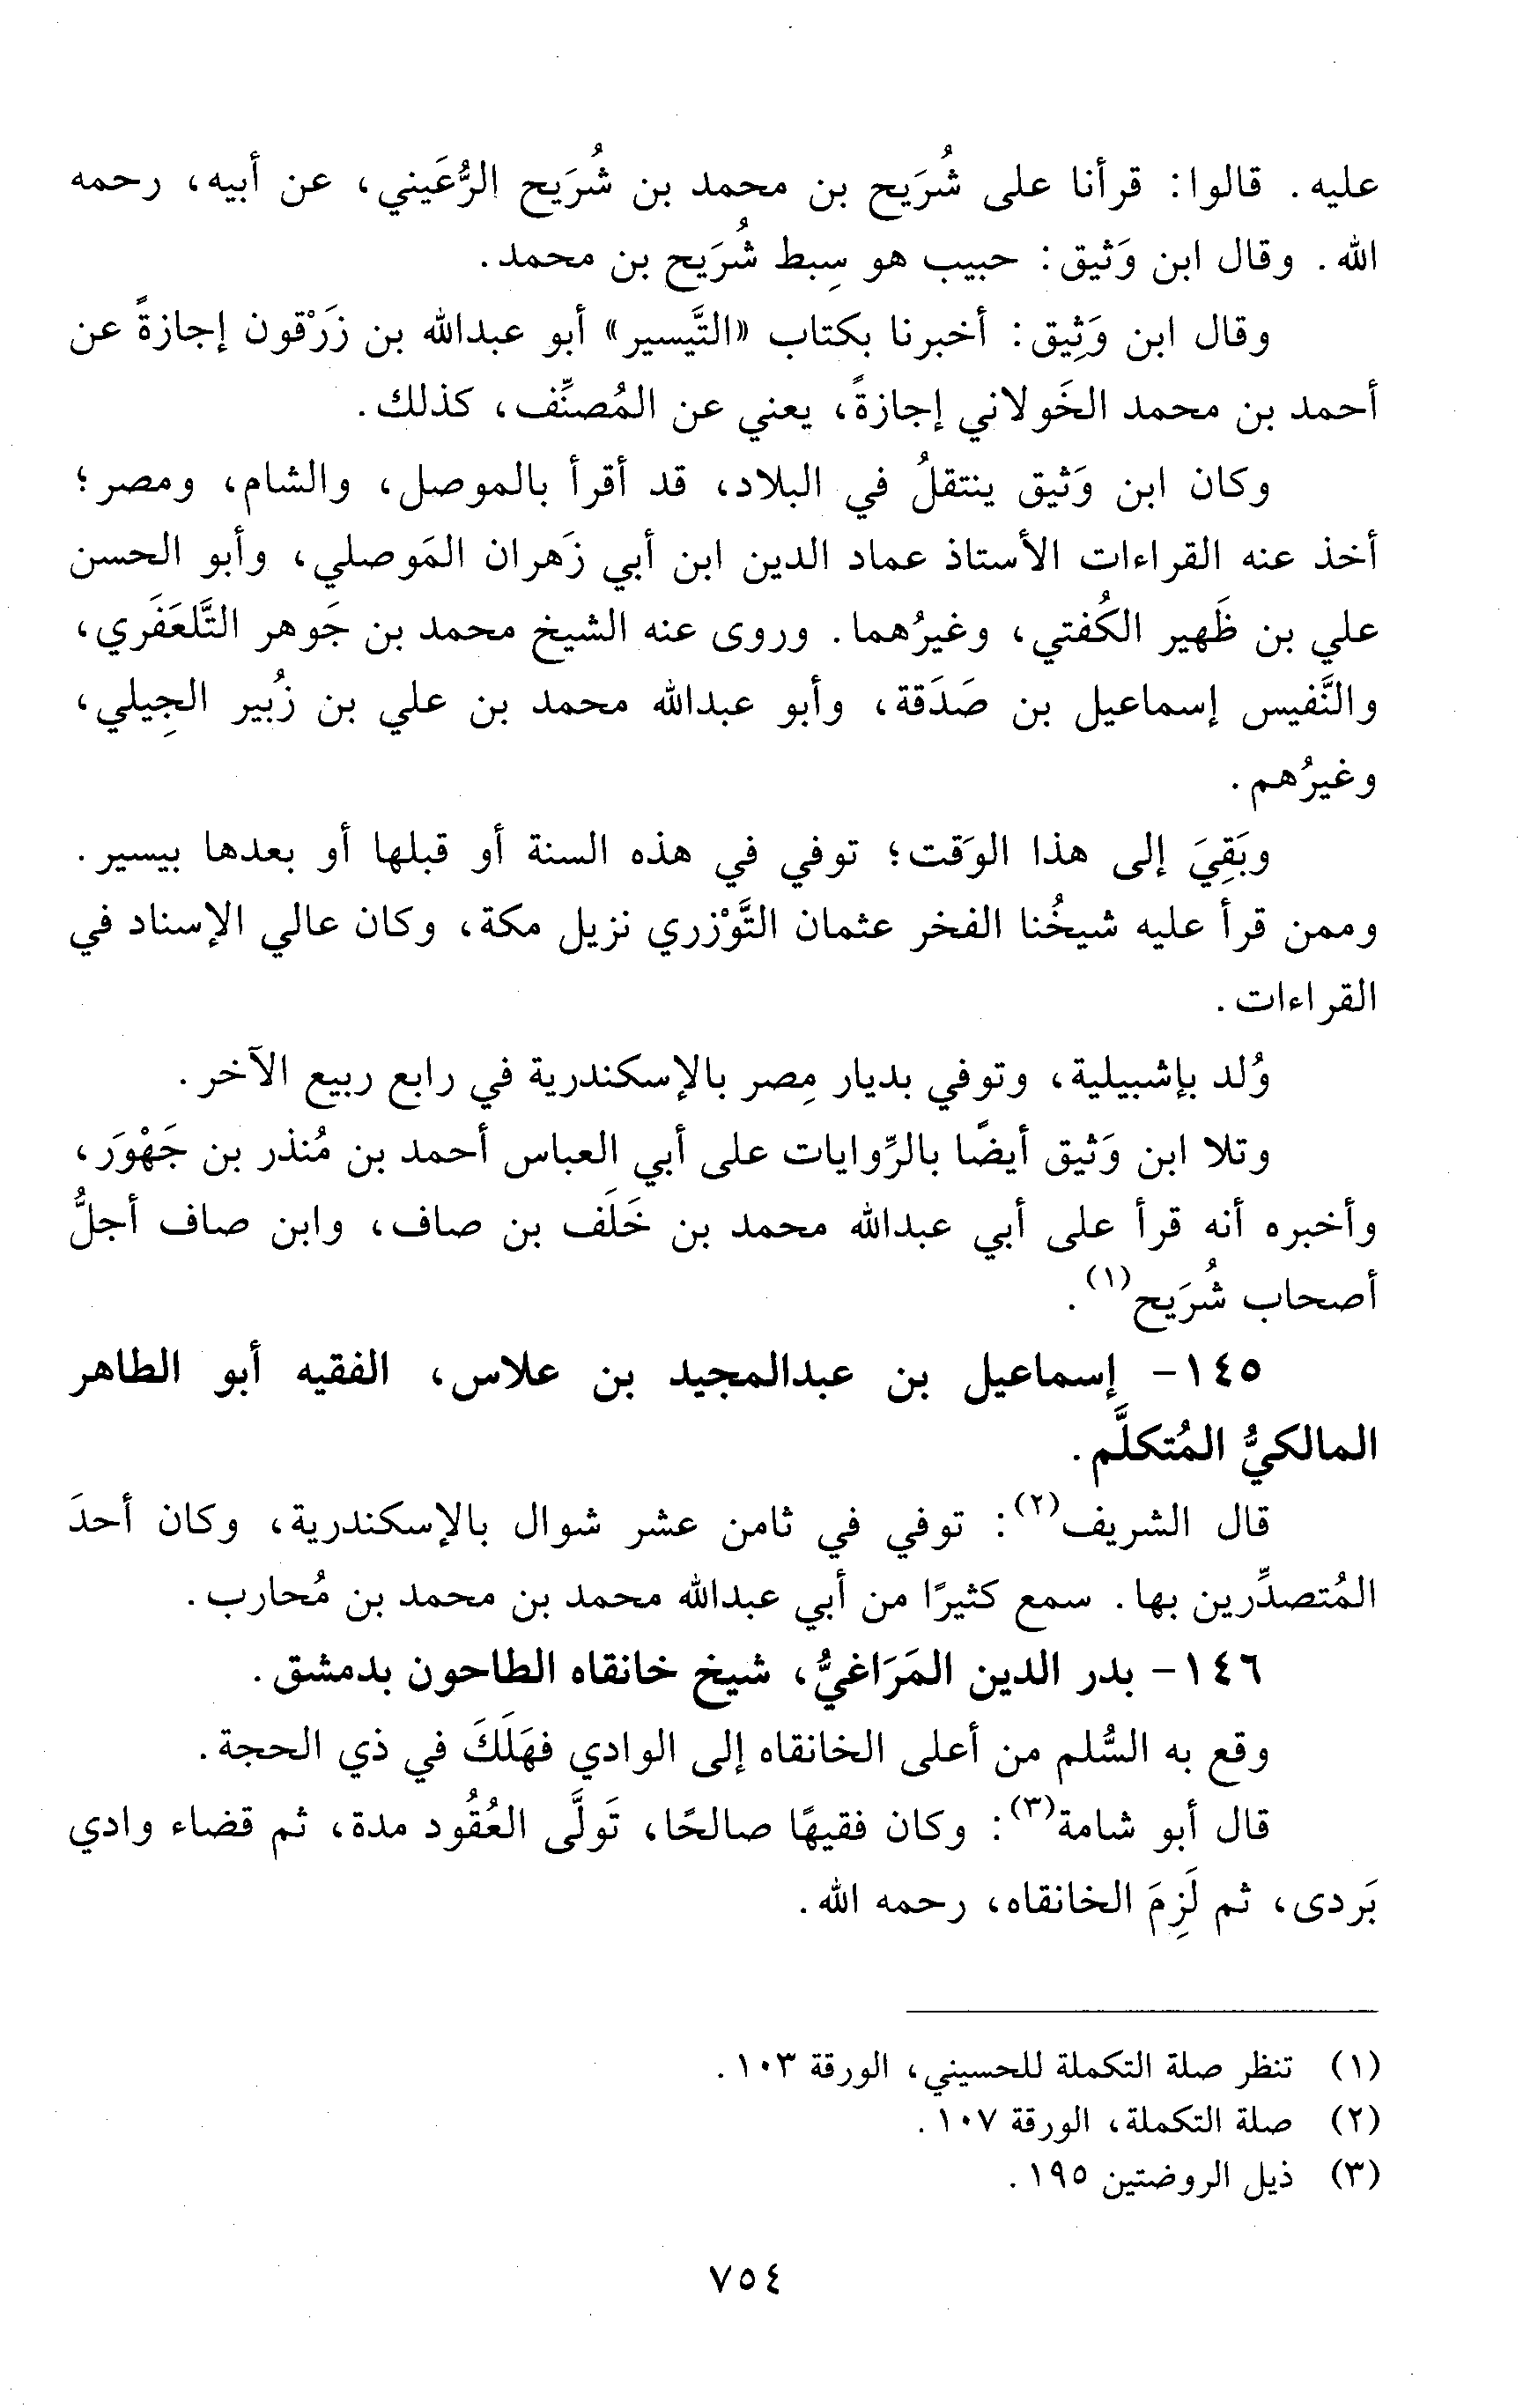 عليه. قالوا: قرأنا على شُرَيح بن محمد بن شُرَيح الرُّعَيني، عن أبيه، رحمه
الله. وقال ابن وَثيق: حبيب هو سِبط شُرَيح بن محمد.
وقال ابن وَثِيق: أخبرنا بكتاب «التَّيسير» أبو عبدالله بن زَرْقون إجازةً عن
أحمد بن محمد الخَولاني إجازةً، يعني عن المُصنِّف، كذلك.
وكان ابن وَثيق ينتقلُ في البلاد، قد أقرأ بالموصل، والشام، ومصر؛
أخذ عنه القراءات الأستاذ عماد الدين ابن أبي زَهران المَوصلي، وأبو الحسن
علي بن ظَهير الكُفتي، وغيرُهما. وروى عنه الشيخ محمد بن جَوهر التَّلعَفَري،
والنَّفيس إسماعيل بن صَدَقة، وأبو عبدالله محمد بن علي بن زُبير الجِيلي،
وغيرُهم.
وبَقِيَ إلى هذا الوَقت؛ توفي في هذه السنة أو قبلها أو بعدها بيسير.
وممن قرأ عليه شيخُنا الفخر عثمان التَّوْزري نزيل مكة، وكان عالي الإسناد في
القراءات.
وُلد بإشبيلية، وتوفي بديار مِصر بالإسكندرية في رابع ربيع الآخر.
وتلا ابن وَثيق أيضًا بالرِّوايات على أبي العباس أحمد بن مُنذر بن جَهْوَر،
وأخبره أنه قرأ على أبي عبدالله محمد بن خَلَف بن صاف، وابن صاف أجلُّ
أصحاب شُرَيح(١).
١٤٥- إسماعيل بن عبدالمجيد بن علاس، الفقيه أبو الطاهر
المالكيُّ المُتكلَّم.
قال الشريف(٢): توفي في ثامن عشر شوال بالإسكندرية، وكان أحدَ
المُتصدِّرين بها. سمع كثيرًا من أبي عبدالله محمد بن محمد بن مُحارب.
١٤٦- بدر الدين المَرَاغيُّ، شيخ خانقاه الطاحون بدمشق.
وقع به السُّلم من أعلى الخانقاه إلى الوادي فهَلَكَ في ذي الحجة.
قال أبو شامة(٣): وكان فقيهًا صالحًا، تَولَّى العُقُود مدة، ثم قضاء وادي
بَردى، ثم لَزِمَ الخانقاه، رحمه الله.
(١) تنظر صلة التكملة للحسيني، الورقة ١٠٣.
(٢) صلة التكملة، الورقة ١٠٧.
(٣) ذيل الروضتين ١٩٥.
٧٥٤